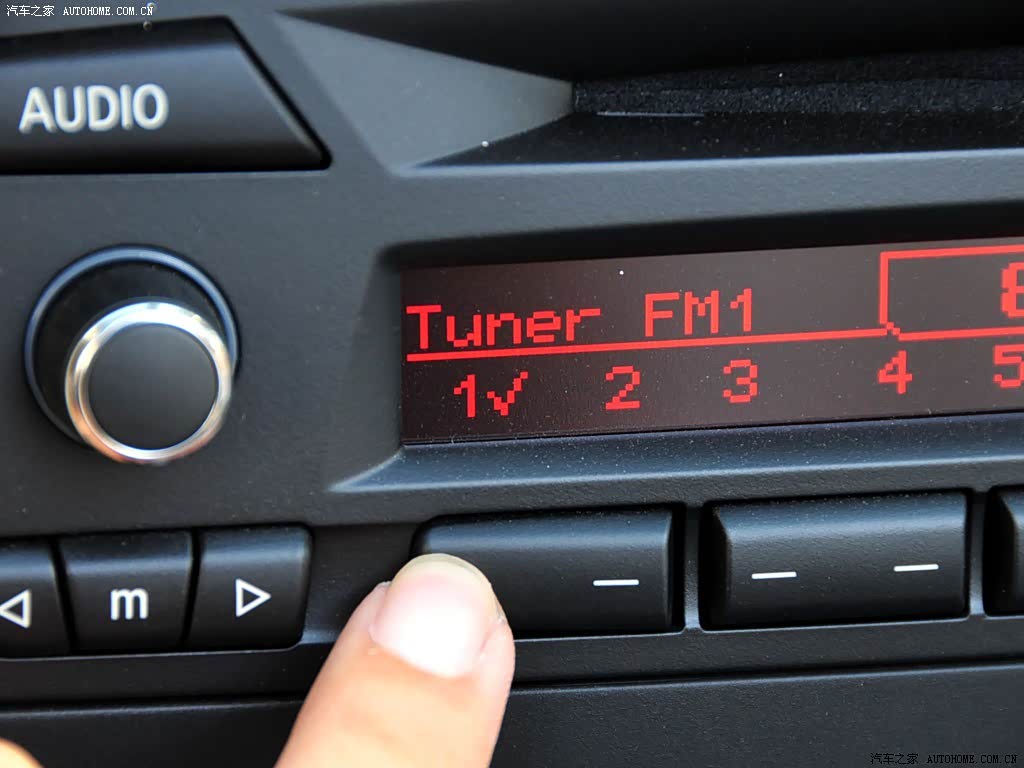 汽车之家 AUTOHOME.COM.CN
AUDIO
Tuner FM1
1✓ 2 3 4 5
m
汽车之家 AUTOHOME.COM.CN